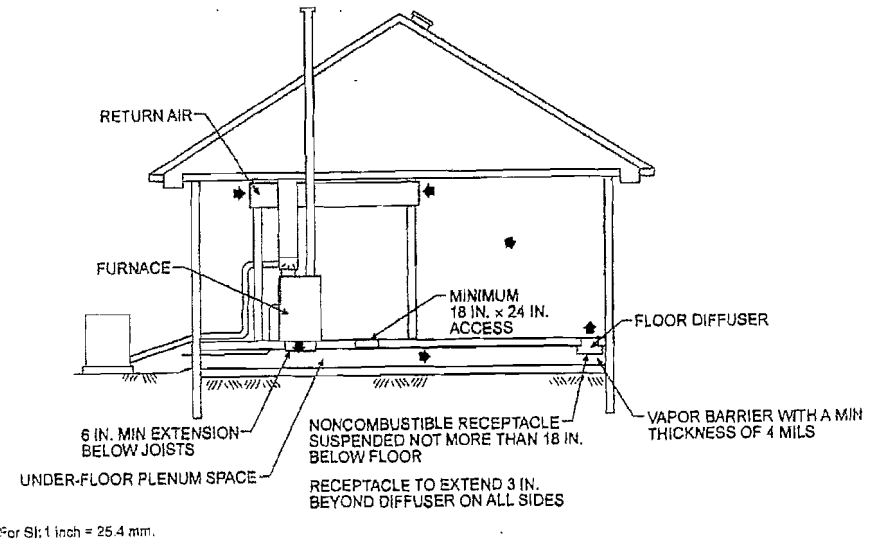 RETURN AIR
FURNACE
MINIMUM
18 IN. × 24 IN.
ACCESS
FLOOR DIFFUSER
6 IN. MIN EXTENSION
BELOW JOISTS
NONCOMBUSTIBLE RECEPTACLE
SUSPENDED NOT MORE THAN 18 IN.
BELOW FLOOR
VAPOR BARRIER WITH A MIN
THICKNESS OF 4 MILS
UNDER-FLOOR PLENUM SPACE
RECEPTACLE TO EXTEND 3 IN.
BEYOND DIFFUSER ON ALL SIDES
For SI: 1 inch = 25.4 mm.